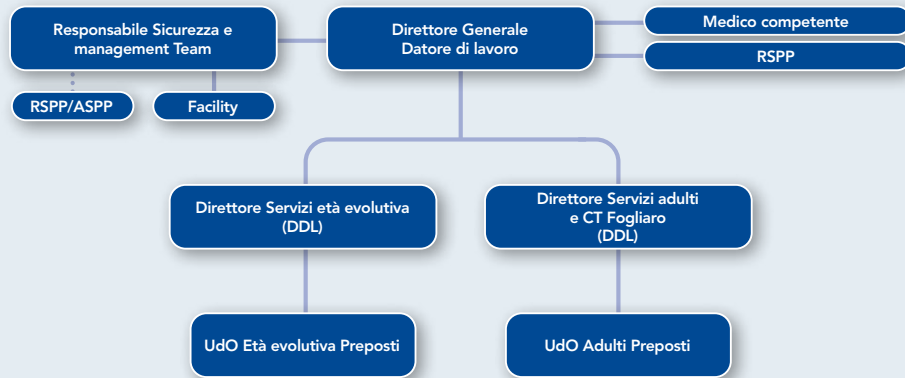 Responsabile Sicurezza e
management Team
Direttore Generale
Datore di lavoro
Medico competente
RSPP
RSPP/ASPP
Facility
Direttore Servizi età evolutiva
(DDL)
Direttore Servizi adulti
e CT Fogliaro
(DDL)
UdO Età evolutiva Preposti
UdO Adulti Preposti